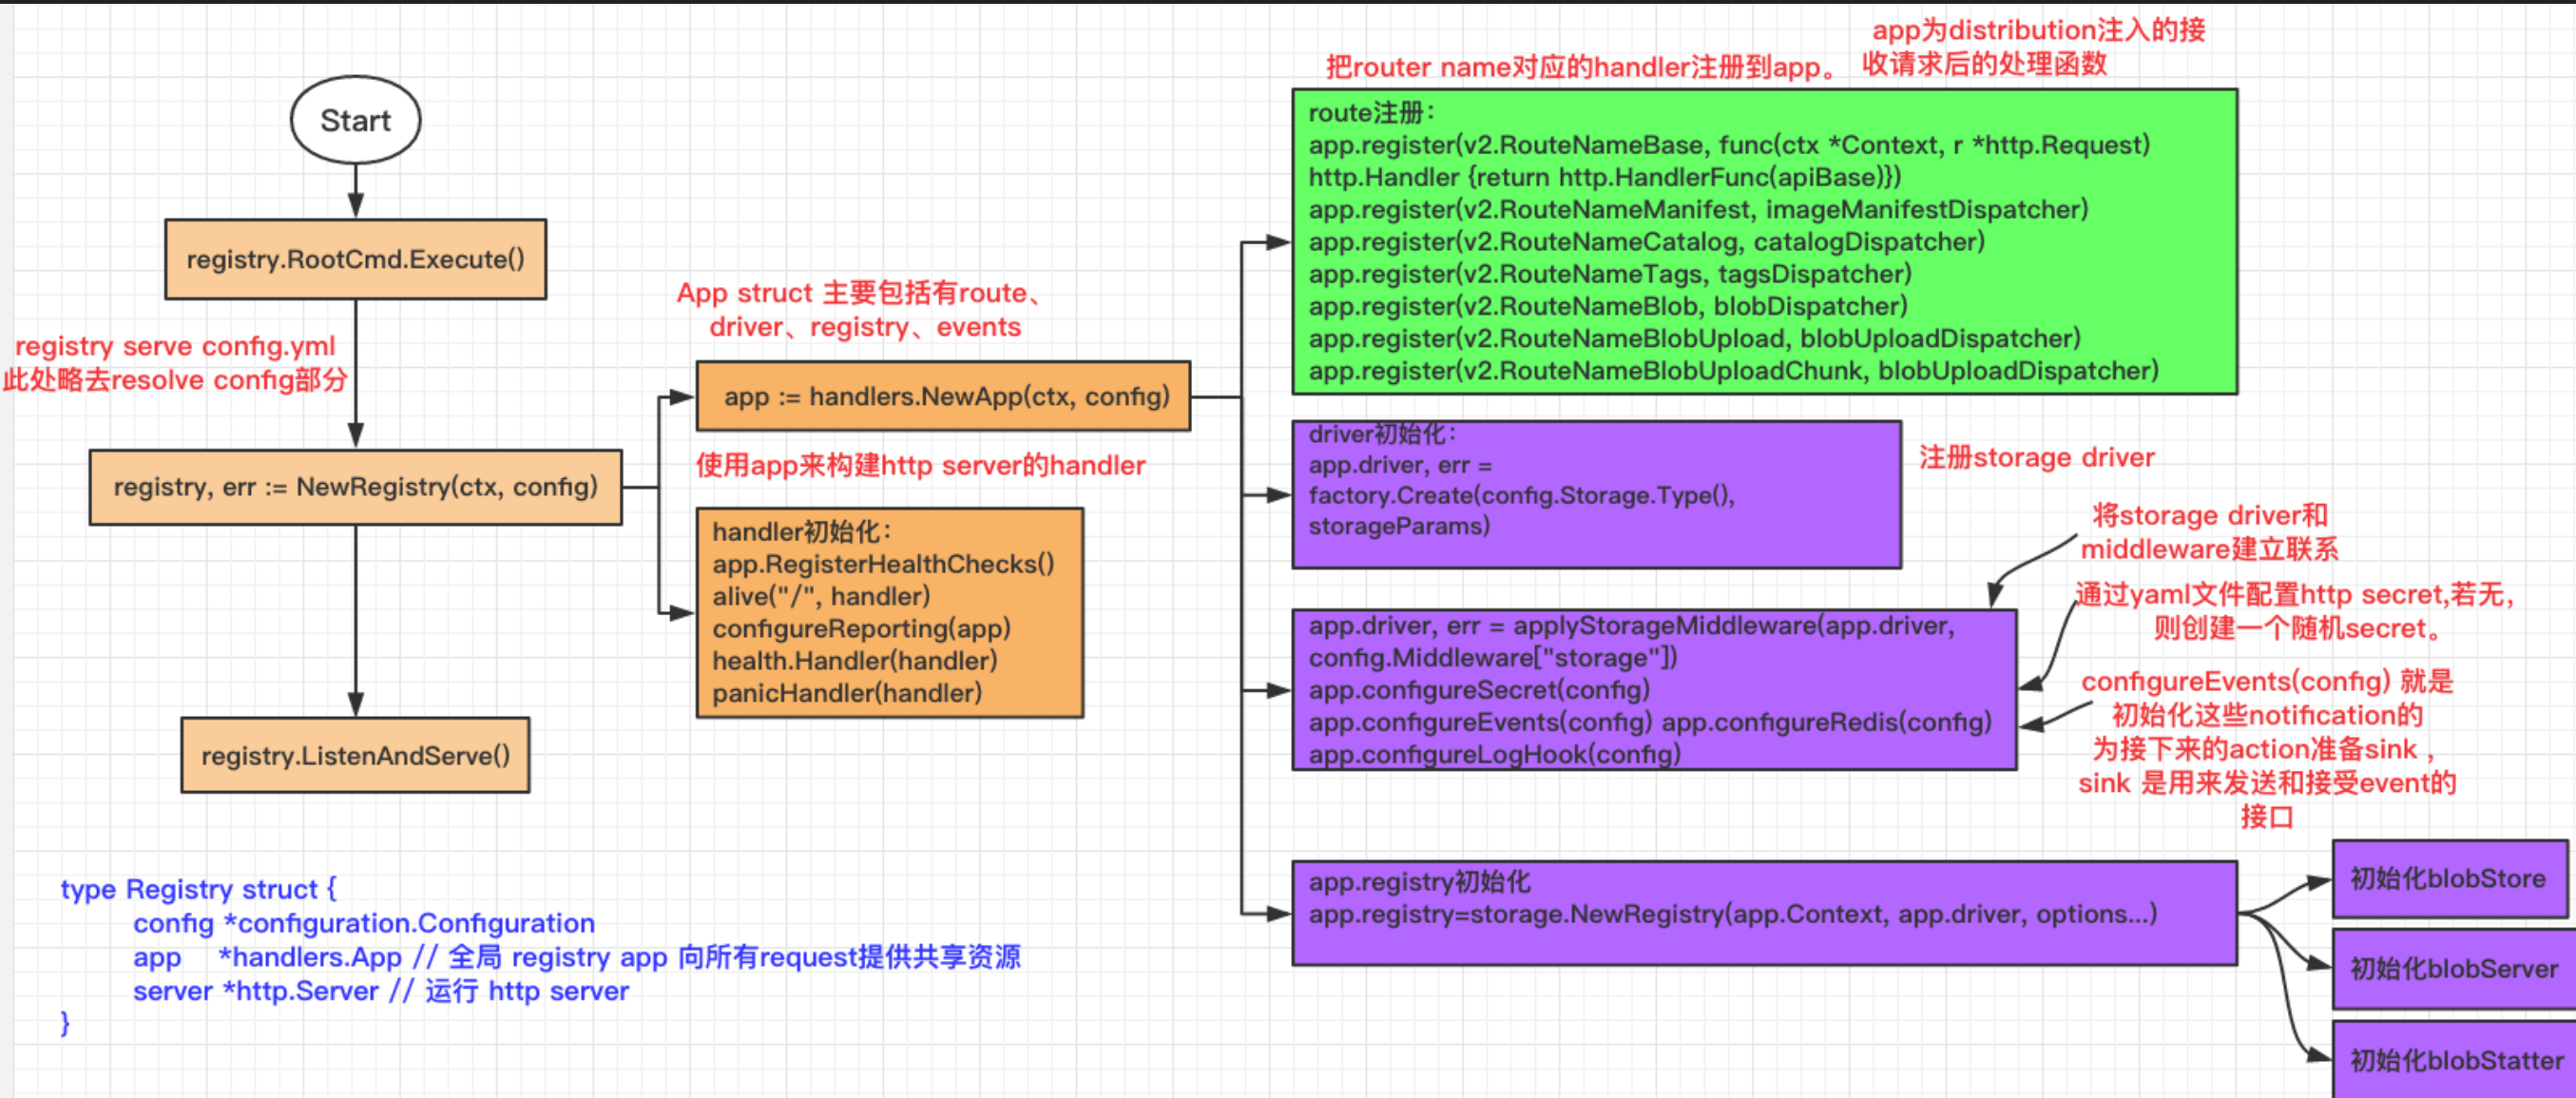 Start
registry.RootCmd.Execute()
registry serve config.yml
此处略去resolve config部分
registry, err := NewRegistry(ctx, config)
registry.ListenAndServe()
App struct 主要包括有route、
driver、registry、events
app := handlers.NewApp(ctx, config)
使用app来构建http server的handler
handler初始化：
app.RegisterHealthChecks()
alive("/", handler)
configureReporting(app)
health.Handler(handler)
panicHandler(handler)
把router name对应的handler注册到app。
app为distribution注入的接
收请求后的处理函数
route注册：
app.register(v2.RouteNameBase, func(ctx *Context, r *http.Request)
http.Handler {return http.HandlerFunc(apiBase)})
app.register(v2.RouteNameManifest, imageManifestDispatcher)
app.register(v2.RouteNameCatalog, catalogDispatcher)
app.register(v2.RouteNameTags, tagsDispatcher)
app.register(v2.RouteNameBlob, blobDispatcher)
app.register(v2.RouteNameBlobUpload, blobUploadDispatcher)
app.register(v2.RouteNameBlobUploadChunk, blobUploadDispatcher)
driver初始化：
app.driver, err =
factory.Create(config.Storage.Type(),
storageParams)
注册storage driver
将storage driver和
middleware建立联系
通过yaml文件配置http secret,若无，
则创建一个随机secret。
app.driver, err = applyStorageMiddleware(app.driver,
config.Middleware["storage"])
app.configureSecret(config)
app.configureEvents(config) app.configureRedis(config)
app.configureLogHook(config)
configureEvents(config) 就是
初始化这些notification的
为接下来的action准备sink ，
sink 是用来发送和接受event的
接口
app.registry初始化
app.registry=storage.NewRegistry(app.Context, app.driver, options...)
初始化blobStore
初始化blobServer
初始化blobStatter
type Registry struct {
config *configuration.Configuration
app *handlers.App // 全局 registry app 向所有request提供共享资源
server *http.Server // 运行 http server
}